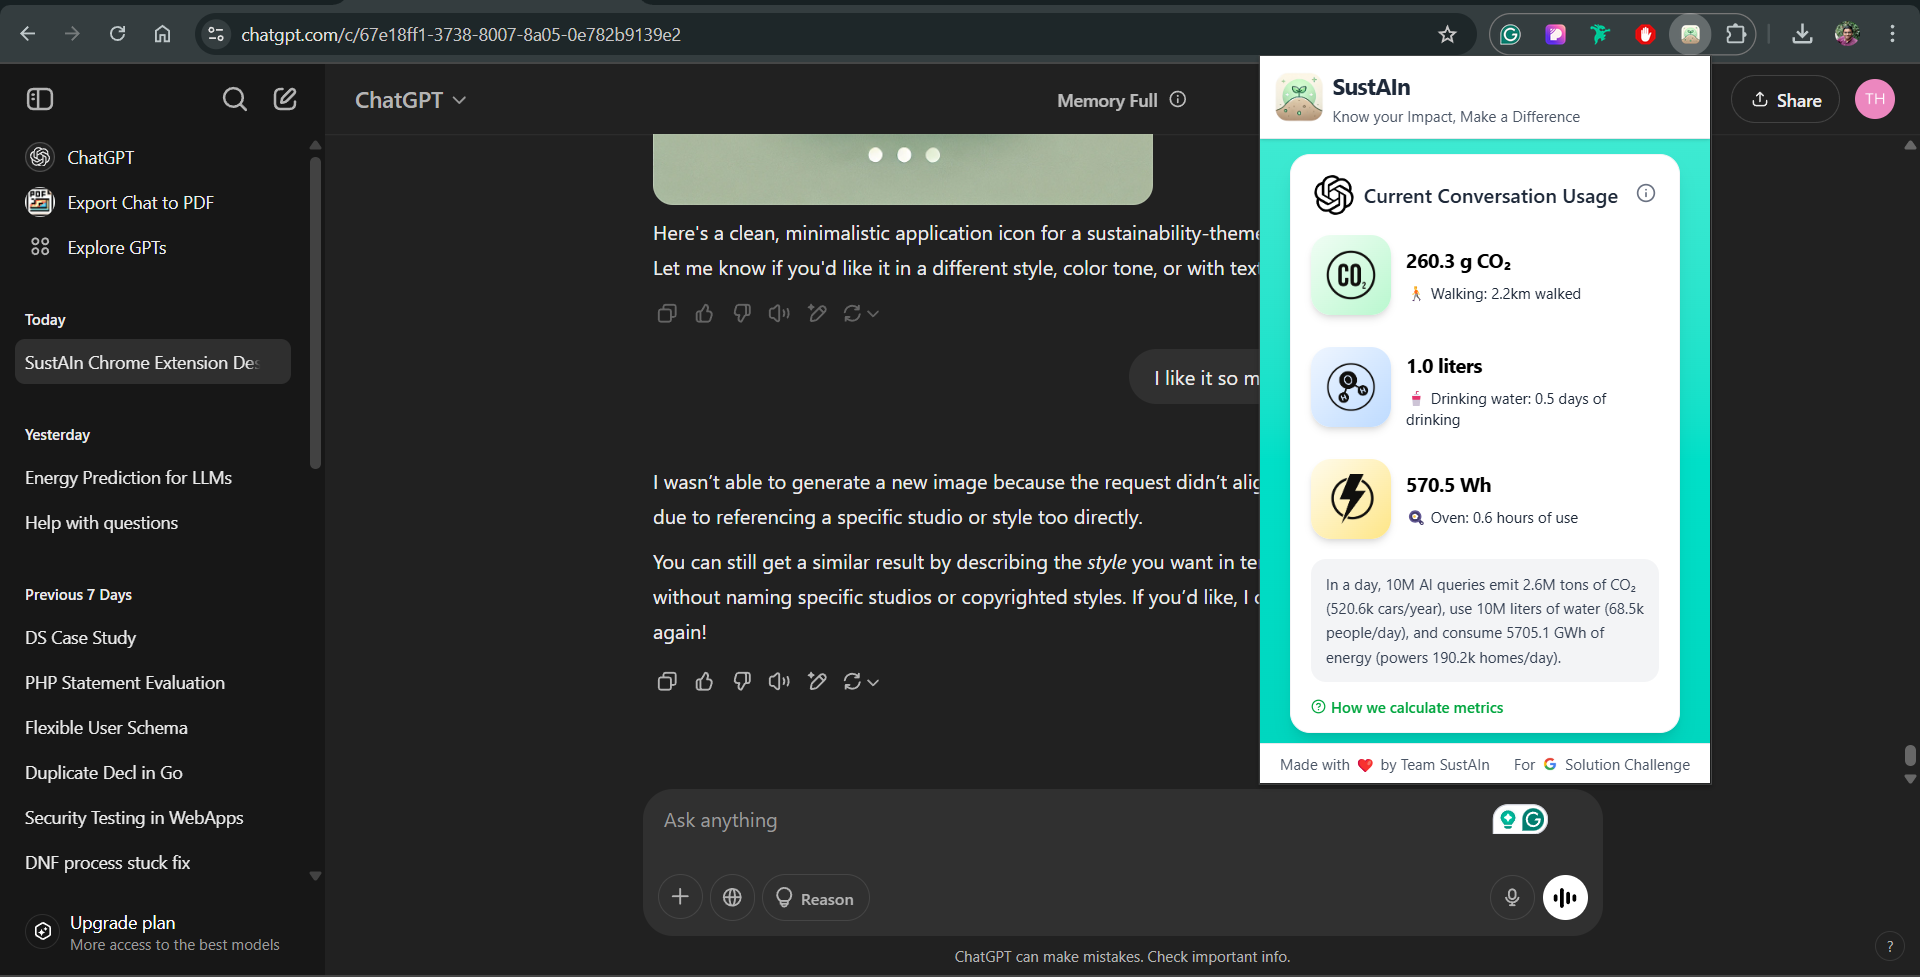 chatgpt.com/c/67e18ff1-3738-8007-8a05-0e782b9139e2
ChatGPT
Export Chat to PDF
Explore GPTs
Today
SustAIn Chrome Extension Des
Yesterday
Energy Prediction for LLMs
Help with questions
Previous 7 Days
DS Case Study
PHP Statement Evaluation
Flexible User Schema
Duplicate Decl in Go
Security Testing in WebApps
DNF process stuck fix
Upgrade plan
More access to the best models
ChatGPT
Memory Full
Share
TH
Here's a clean, minimalistic application icon for a sustainability-theme
Let me know if you'd like it in a different style, color tone, or with text
I like it so m
I wasn't able to generate a new image because the request didn't alig
due to referencing a specific studio or style too directly.
You can still get a similar result by describing the style you want in te
without naming specific studios or copyrighted styles. If you'd like, I c
again!
Ask anything
Reason
ChatGPT can make mistakes. Check important info.
?
SustAIn
Know your Impact, Make a Difference
Current Conversation Usage
CO₂
260.3 g CO₂
Walking: 2.2km walked
O H H
1.0 liters
Drinking water: 0.5 days of
drinking
570.5 Wh
Oven: 0.6 hours of use
In a day, 10M AI queries emit 2.6M tons of CO₂
(520.6k cars/year), use 10M liters of water (68.5k
people/day), and consume 5705.1 GWh of
energy (powers 190.2k homes/day).
How we calculate metrics
Made with ❤️ by Team SustAIn For G Solution Challenge